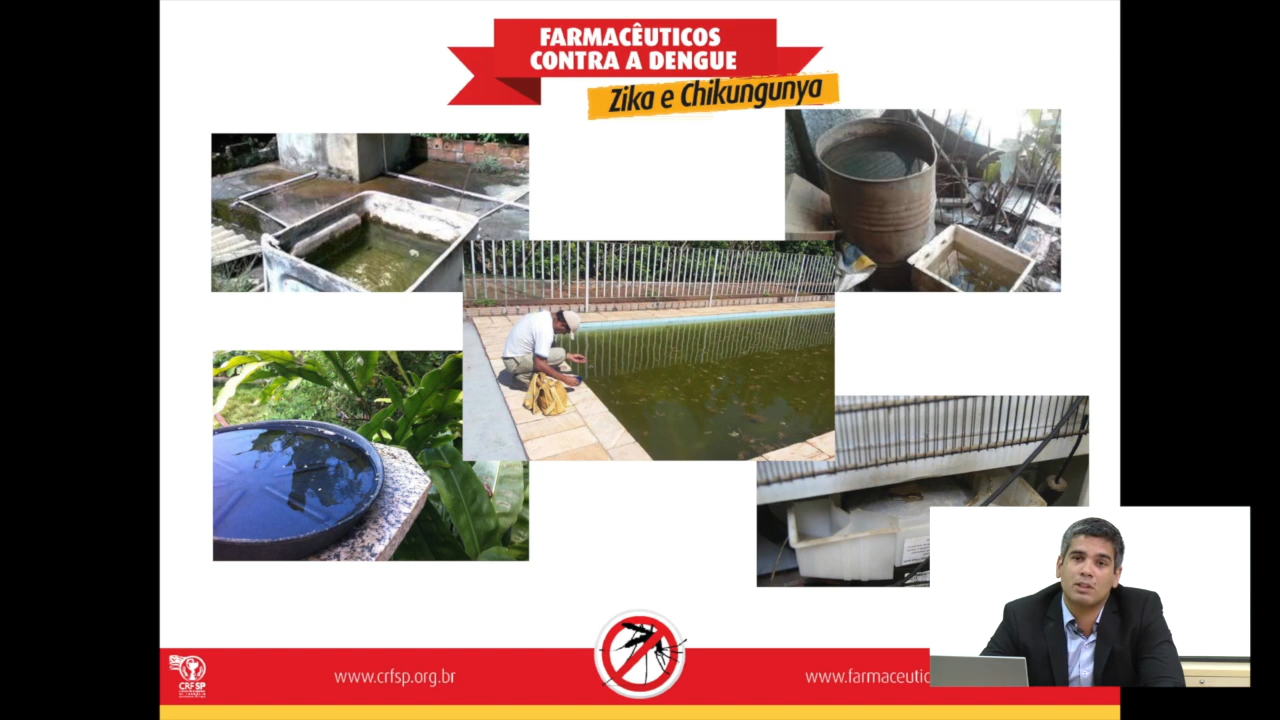 FARMACÊUTICOS
CONTRA A DENGUE
Zika e Chikungunya
CRF SP
www.crfsp.org.br
www.farmaceutic